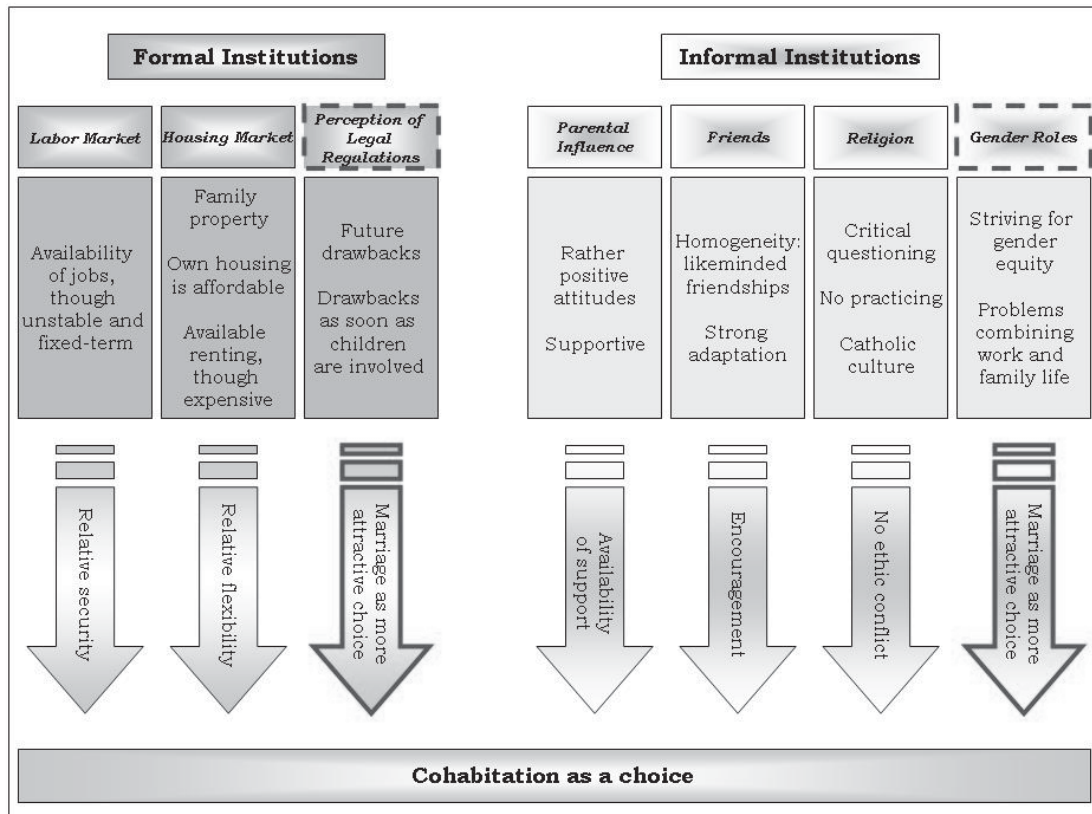 Formal Institutions
Informal Institutions
Labor Market
Housing Market
Perception of
Legal
Regulations
Parental
Influence
Friends
Religion
Gender Roles
Availability
of jobs,
though
unstable and
fixed-term
Family
property
Own housing
is affordable
Available
renting,
though
expensive
Future
drawbacks
Drawbacks
as soon as
children
are involved
Rather
positive
attitudes
Supportive
Homogeneity:
likeminded
friendships
Strong
adaptation
Critical
questioning
No practicing
Catholic
culture
Striving for
gender
equity
Problems
combining
work and
family life
Relative security
Relative flexibility
Marriage as more
attractive choice
Availability
of support
Encouragement
No ethic conflict
Marriage as more
attractive choice
Cohabitation as a choice